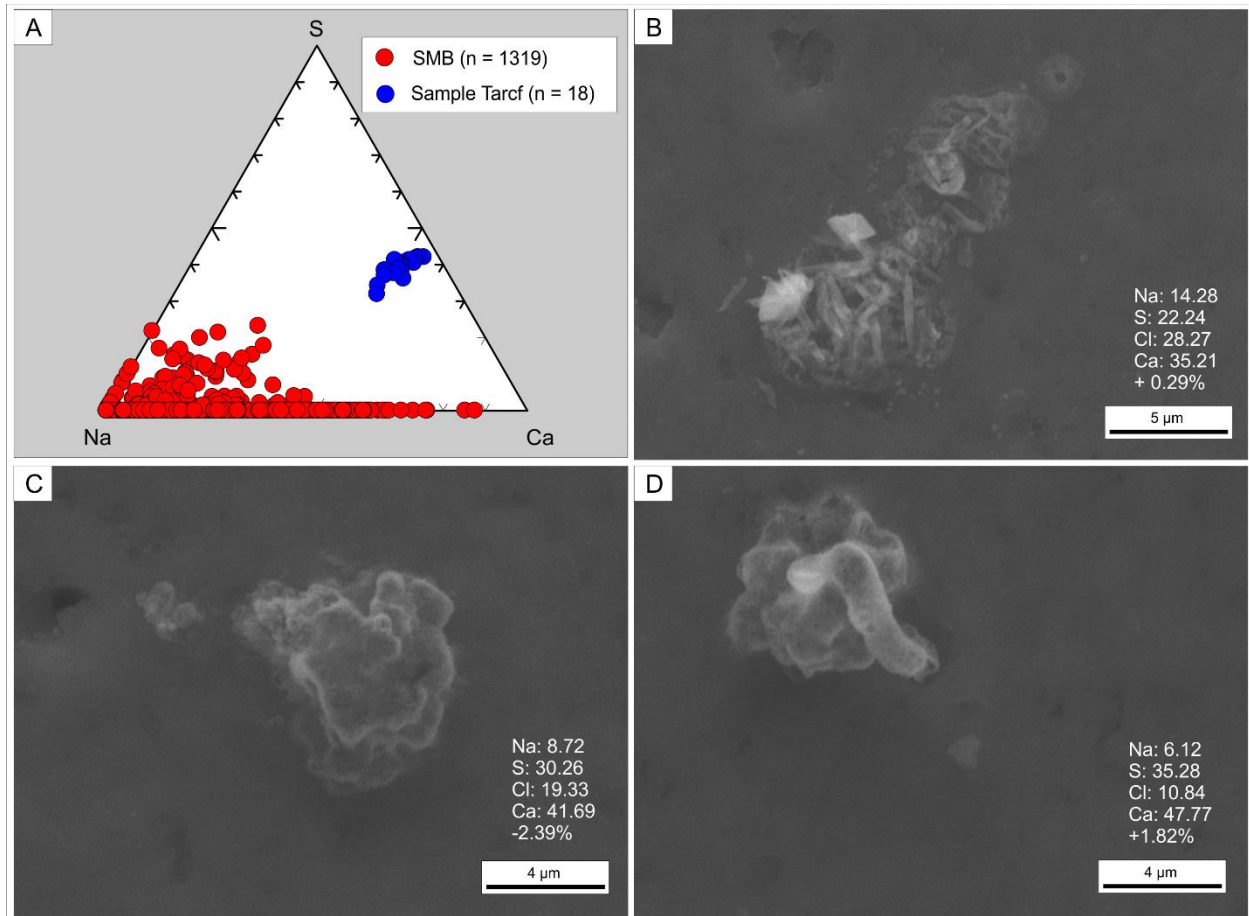 A
S
SMB (n = 1319)
Sample Tarcf (n = 18)
Na
Ca
B
Na: 14.28
S: 22.24
Cl: 28.27
Ca: 35.21
+ 0.29%
5 µm
C
Na: 8.72
S: 30.26
Cl: 19.33
Ca: 41.69
-2.39%
4 µm
D
Na: 6.12
S: 35.28
Cl: 10.84
Ca: 47.77
+1.82%
4 µm